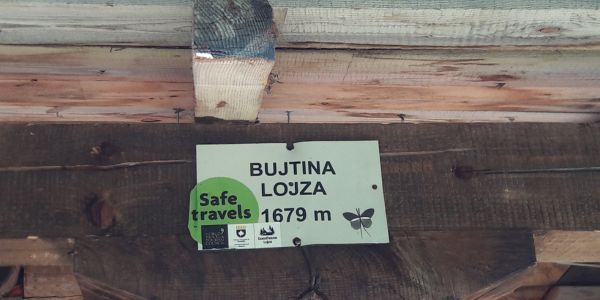 BUJTINA
LOJZA
1679 m
Safe
travels